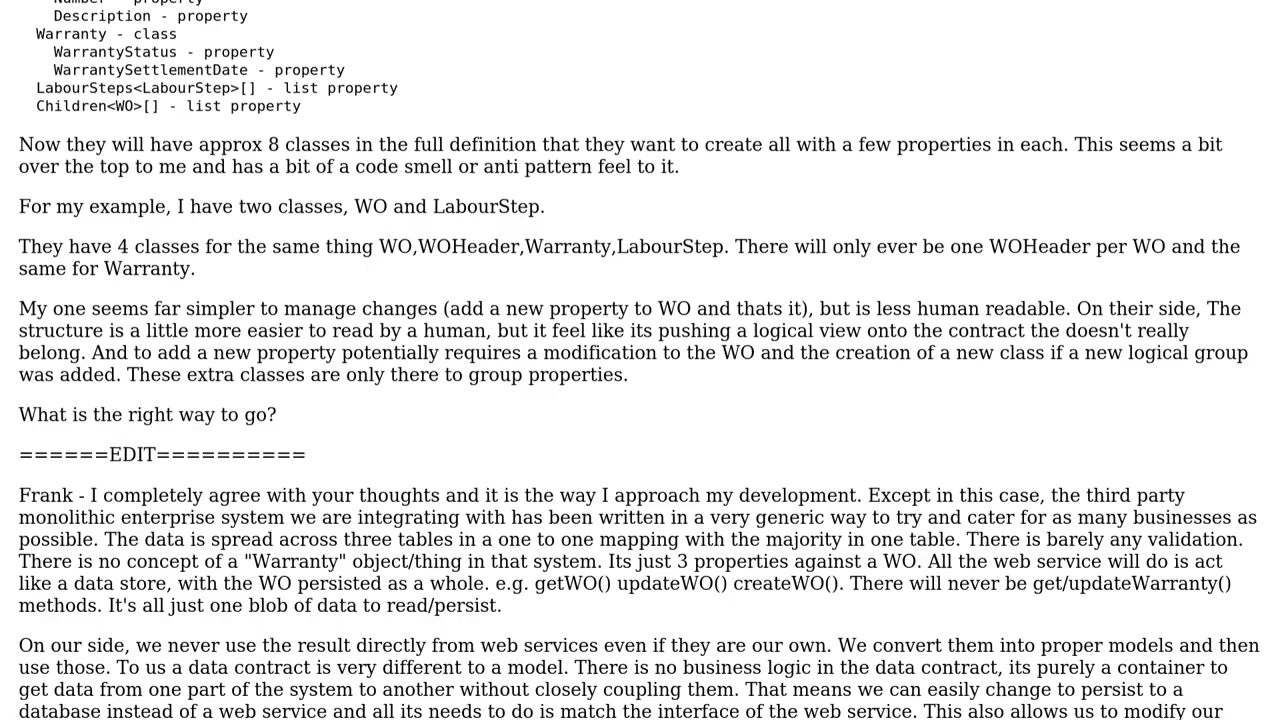 Number - property
Description - property
Warranty - class
WarrantyStatus - property
WarrantySettlementDate - property
LabourSteps<LabourStep>[] - list property
Children<WO>[] - list property
Now they will have approx 8 classes in the full definition that they want to create all with a few properties in each. This seems a bit
over the top to me and has a bit of a code smell or anti pattern feel to it.
For my example, I have two classes, WO and LabourStep.
They have 4 classes for the same thing WO,WOHeader,Warranty,LabourStep. There will only ever be one WOHeader per WO and the
same for Warranty.
My one seems far simpler to manage changes (add a new property to WO and thats it), but is less human readable. On their side, The
structure is a little more easier to read by a human, but it feel like its pushing a logical view onto the contract the doesn't really
belong. And to add a new property potentially requires a modification to the WO and the creation of a new class if a new logical group
was added. These extra classes are only there to group properties.
What is the right way to go?
======EDIT==========
Frank - I completely agree with your thoughts and it is the way I approach my development. Except in this case, the third party
monolithic enterprise system we are integrating with has been written in a very generic way to try and cater for as many businesses as
possible. The data is spread across three tables in a one to one mapping with the majority in one table. There is barely any validation.
There is no concept of a "Warranty" object/thing in that system. Its just 3 properties against a WO. All the web service will do is act
like a data store, with the WO persisted as a whole. e.g. getWO() updateWO() createWO(). There will never be get/updateWarranty()
methods. It's all just one blob of data to read/persist.
On our side, we never use the result directly from web services even if they are our own. We convert them into proper models and then
use those. To us a data contract is very different to a model. There is no business logic in the data contract, its purely a container to
get data from one part of the system to another without closely coupling them. That means we can easily change to persist to a
database instead of a web service and all its needs to do is match the interface of the web service. This also allows us to modify our